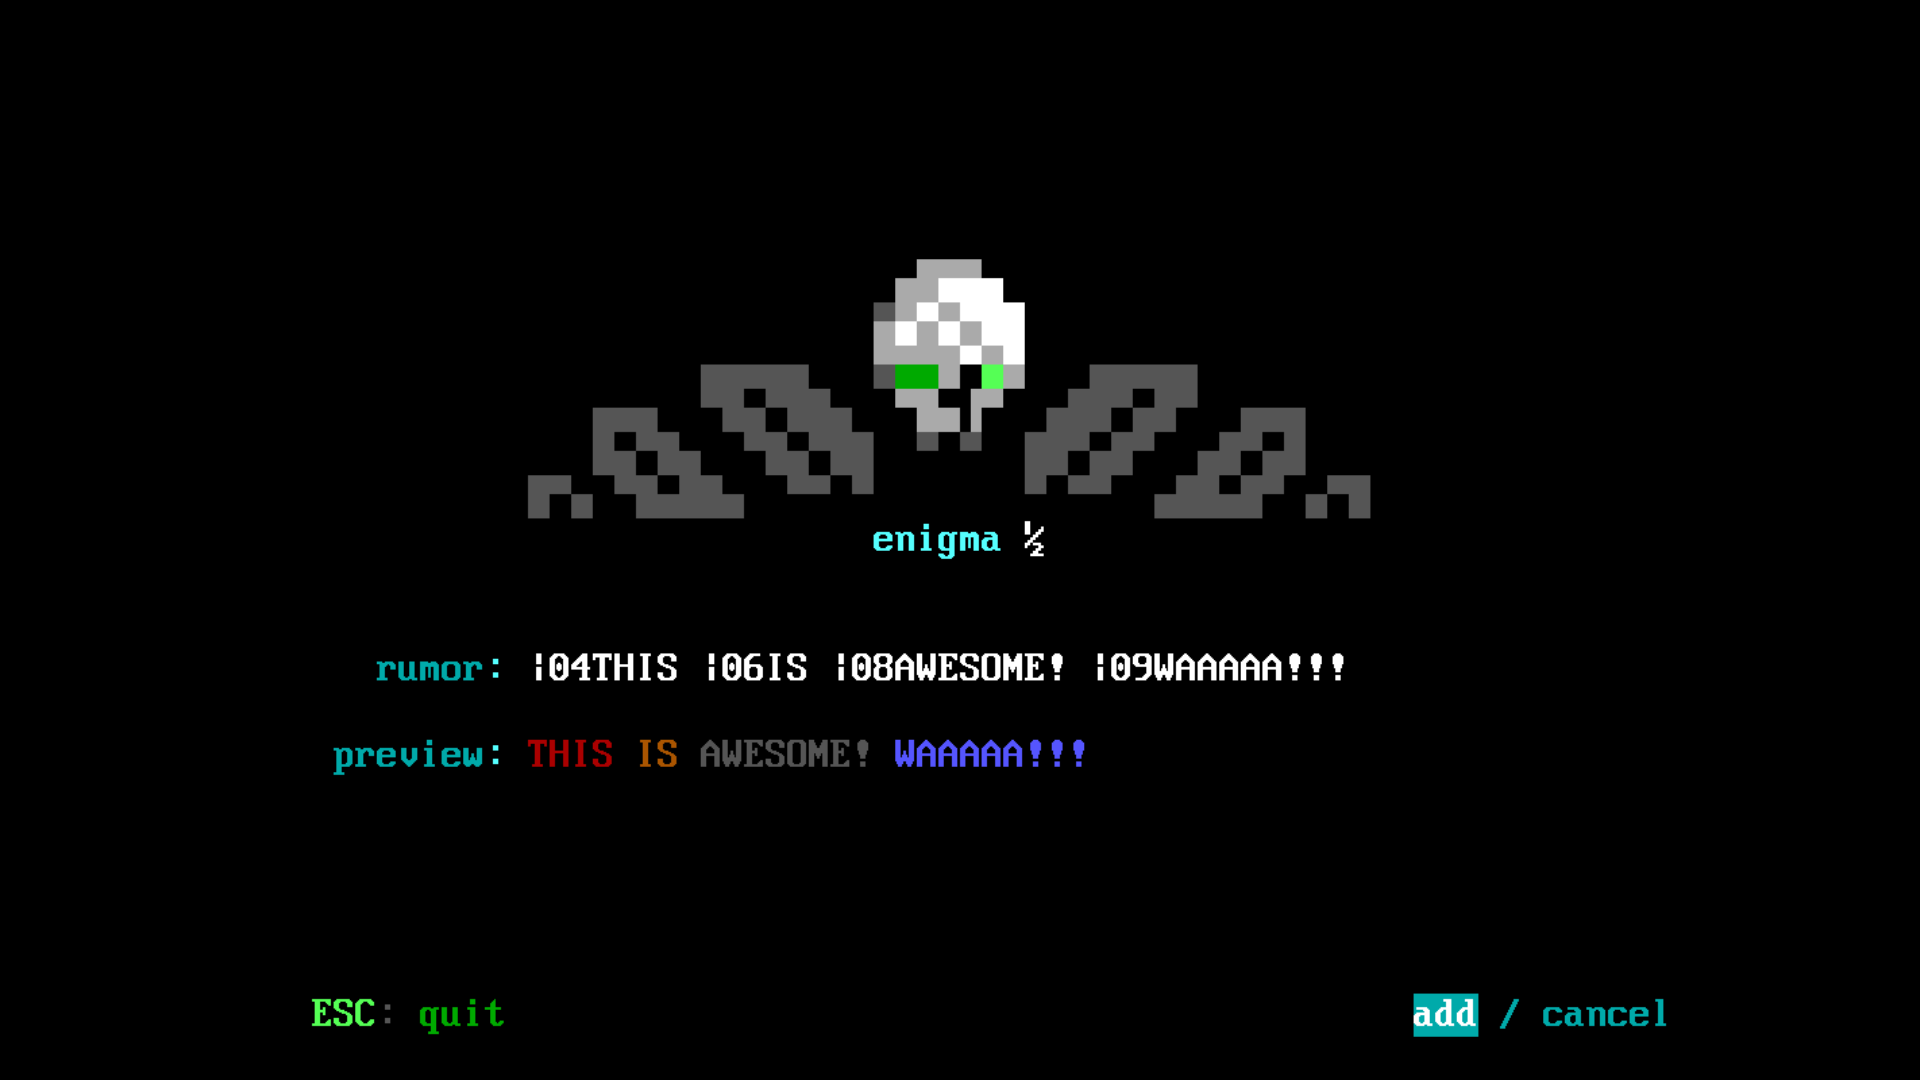 enigma ½
rumor: |04THIS |06IS |08AWESOME! |09WAAAAA!!!
preview: THIS IS AWESOME! WAAAAA!!!
ESC: quit
add / cancel